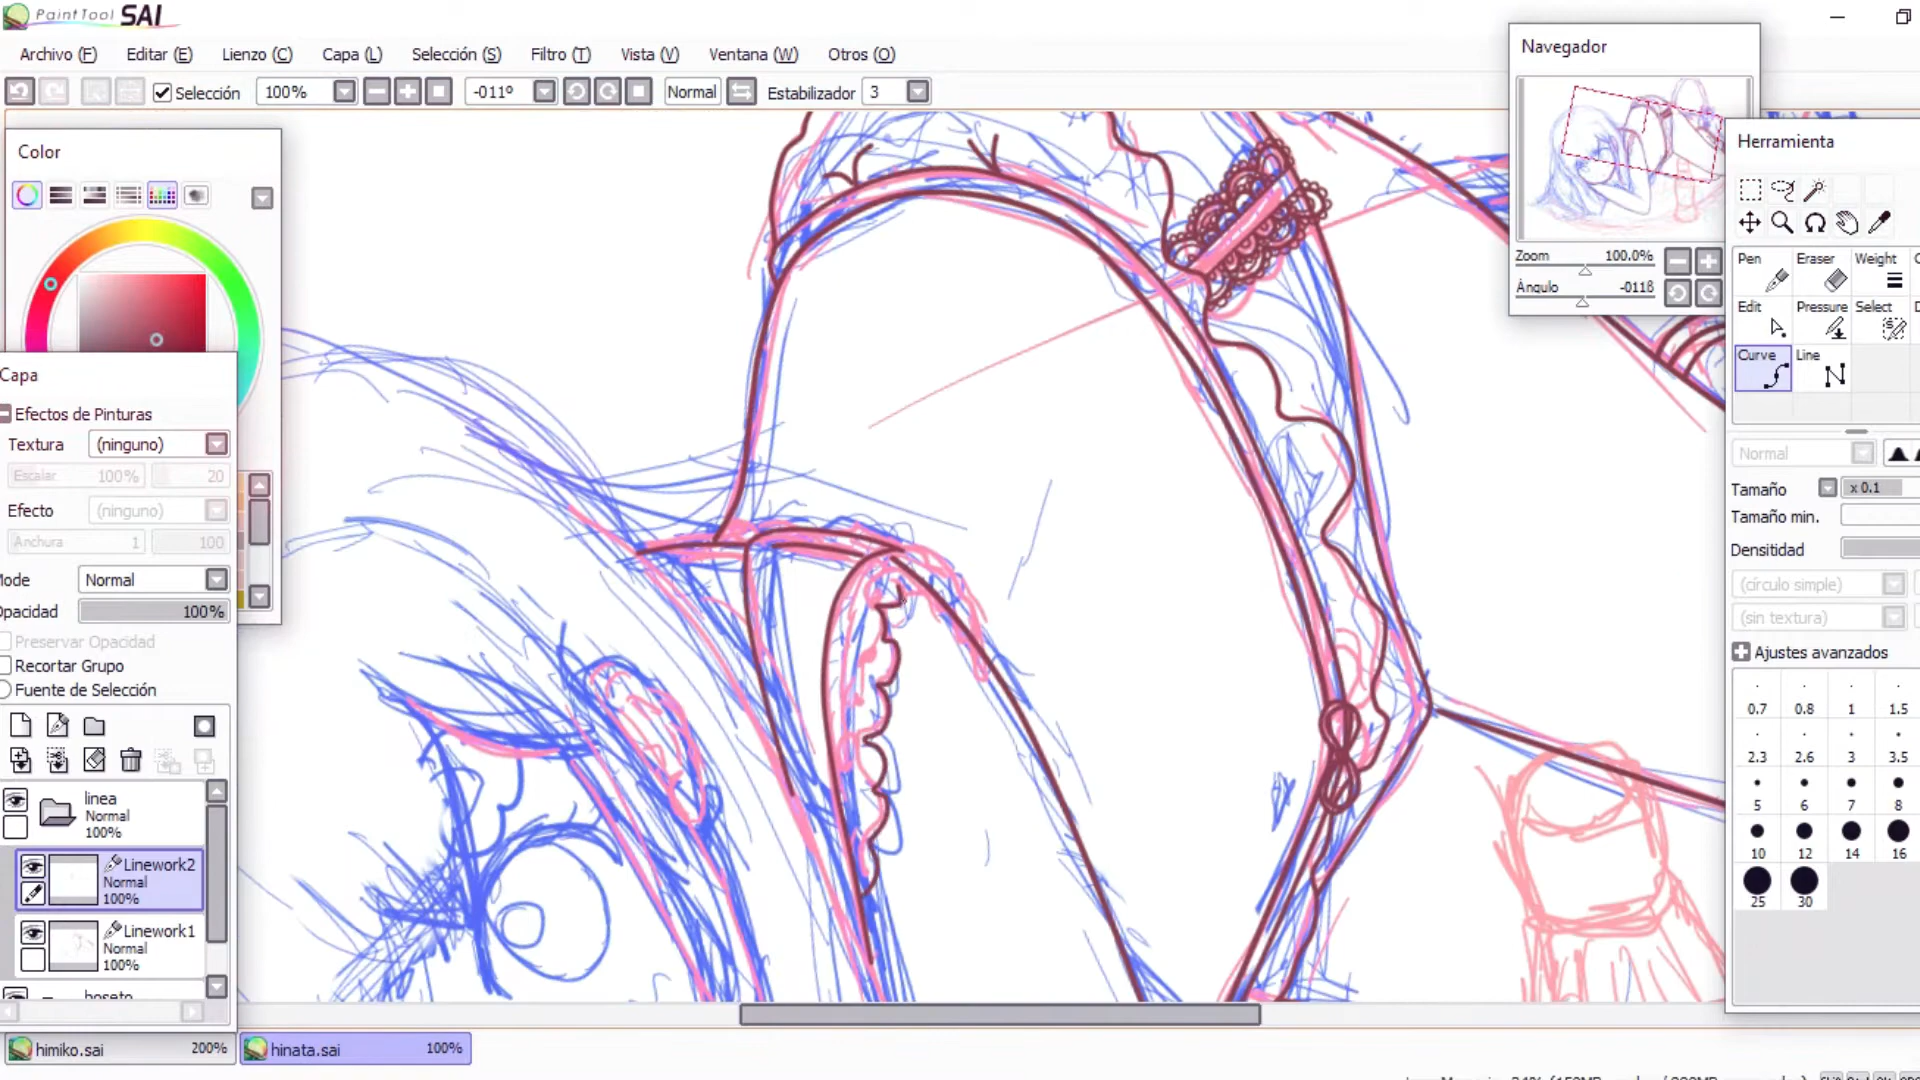 PaintTool SAI
Archivo (F) Editar (E) Lienzo (C) Capa (L) Selección (S) Filtro (T) Vista (V) Ventana (W) Otros (O)
Selección 100% -011º Normal Estabilizador 3
Color
Capa
Efectos de Pinturas
Textura (ninguno)
Escalar 100% 20
Efecto (ninguno)
Anchura 1 100
Mode Normal
Opacidad 100%
Preservar Opacidad
Recortar Grupo
Fuente de Selección
linea
Normal
100%
Linework2
Normal
100%
Linework1
Normal
100%
boseto
himiko.sai 200%
hinata.sai 100%
Navegador
Zoom 100.0%
Ángulo -011ß
Herramienta
Pen Eraser Weight
Edit Pressure Select
Curve Line
Normal
Tamaño x 0.1
Tamaño min.
Densitidad
(círculo simple)
(sin textura)
Ajustes avanzados
0.7 0.8 1 1.5
2.3 2.6 3 3.5
5 6 7 8
10 12 14 16
25 30